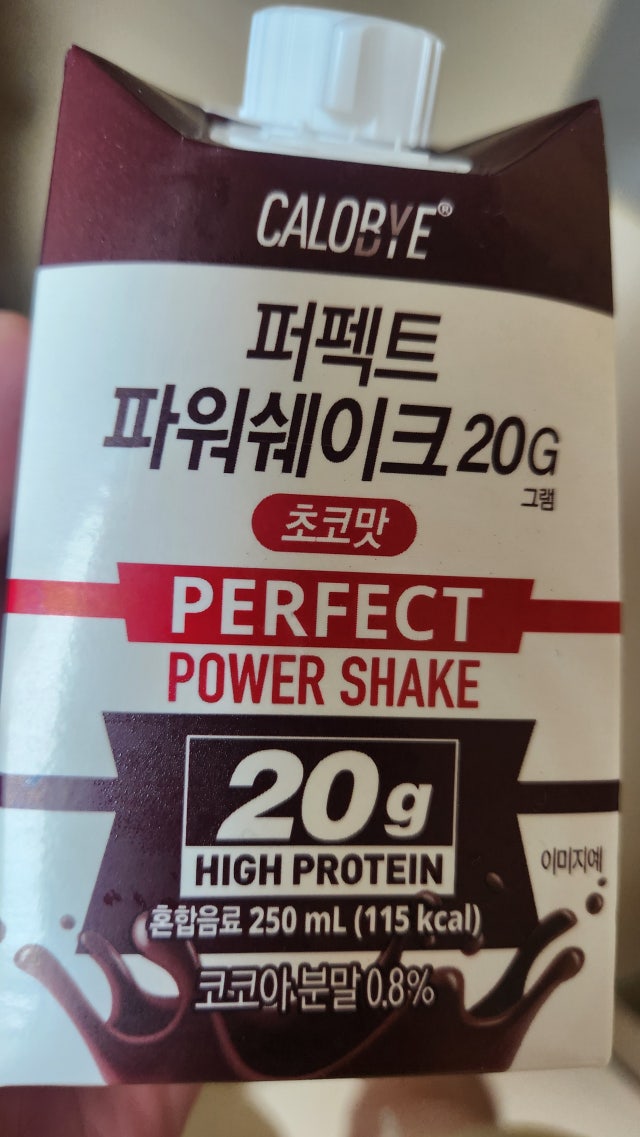 CALOBYE®
퍼펙트
파워쉐이크 20G
그램
초코맛
PERFECT
POWER SHAKE
20g
HIGH PROTEIN
이미지예
혼합음료 250 mL (115 kcal)
코코아분말 0.8%